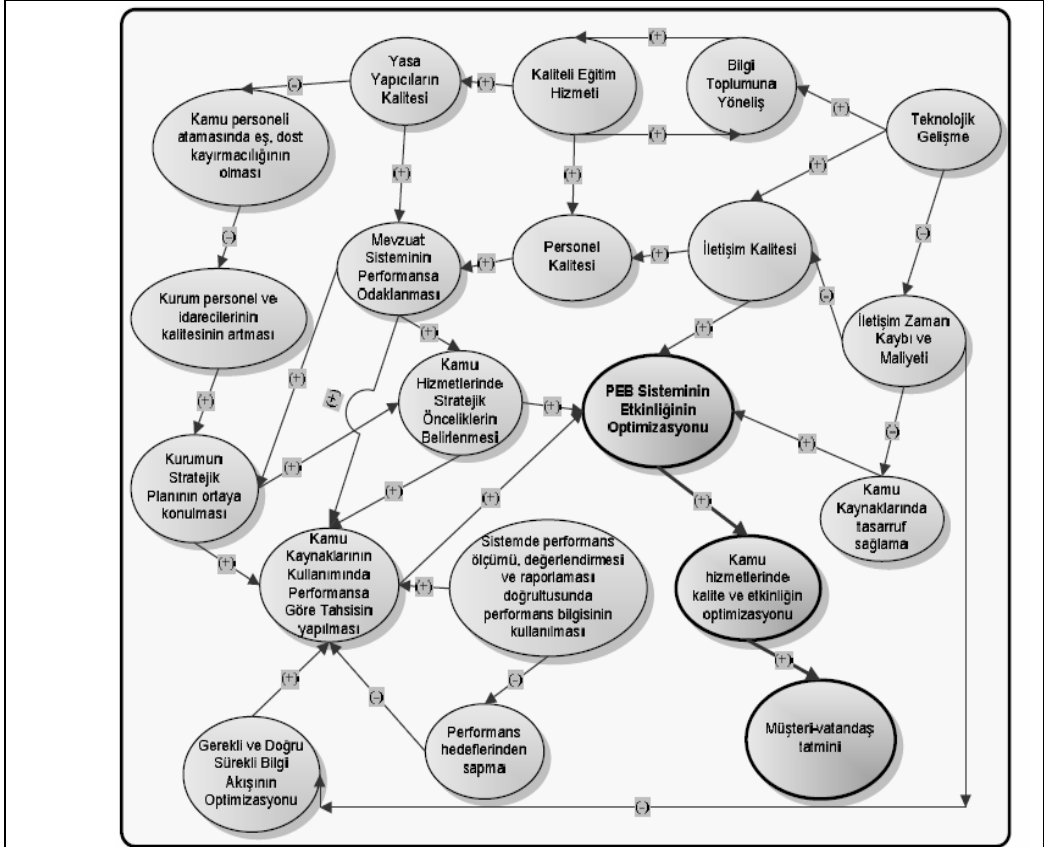 Yasa
Yapıcıların
Kalitesi
Kaliteli Eğitim
Hizmeti
Bilgi
Toplumuna
Yöneliş
Teknolojik
Gelişme
Kamu personeli
atamasında eş, dost
kayırmacılığının
olması
Mevzuat
Sisteminin
Performansa
Odaklanması
Personel
Kalitesi
İletişim Kalitesi
Kurum personel ve
idarecilerinin
kalitesinin artması
İletişim Zaman
Kaybı ve
Maliyeti
Kamu
Hizmetlerinde
Stratejik
Önceliklerin
Belirlenmesi
PEB Sisteminin
Etkinliğinin
Optimizasyonu
Kurumun
Stratejik
Planının ortaya
konulması
Kamu
Kaynaklarında
tasarruf
sağlama
Kamu
Kaynaklarının
Kullanımında
Performansa
Göre Tahsisin
yapılması
Sistemde performans
ölçümü, değerlendirmesi
ve raporlaması
doğrultusunda
performans bilgisinin
kullanılması
Kamu
hizmetlerinde
kalite ve etkinliğin
optimizasyonu
Gerekli ve Doğru
Sürekli Bilgi
Akışının
Optimizasyonu
Performans
hedeflerinden
sapma
Müşteri-vatandaş
tatmini
(+)
(-)
(+)
(+)
(+)
(+)
(+)
(+)
(+)
(-)
(-)
(+)
(+)
(-)
(+)
(+)
(+)
(+)
(+)
(+)
(+)
(-)
(+)
(+)
(+)
(+)
(+)
(+)
(-)
(-)
(+)
(+)
(-)